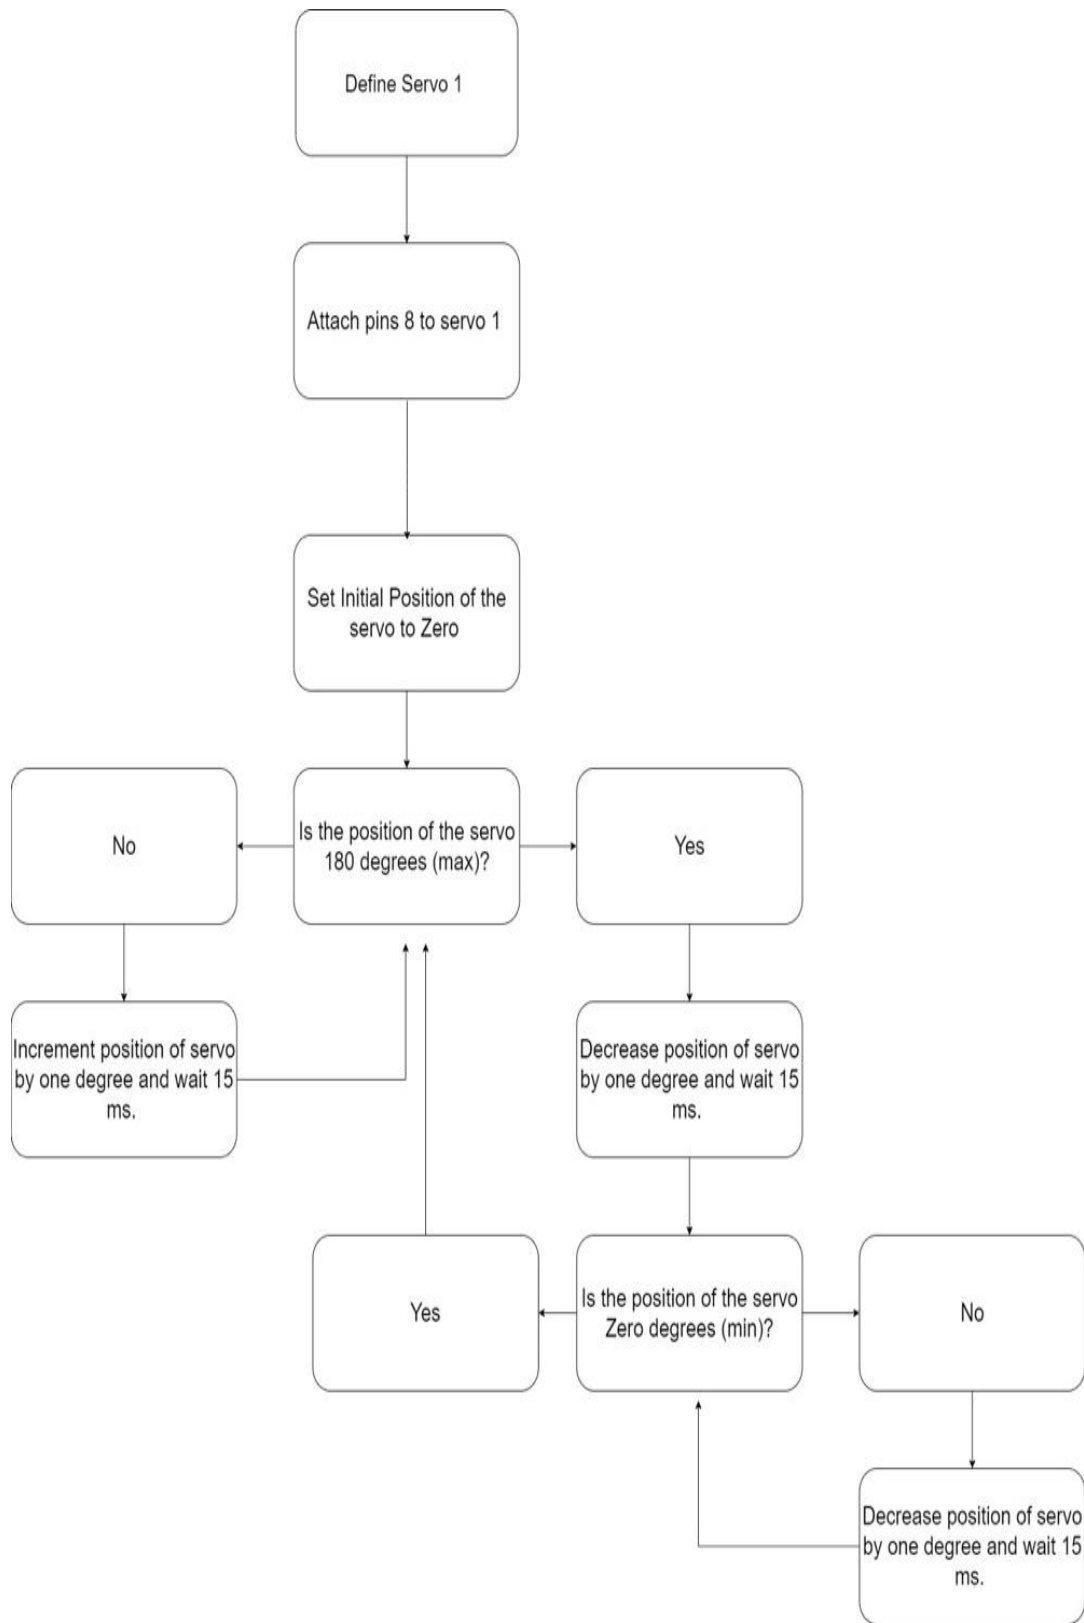 Define Servo 1
Attach pins 8 to servo 1
Set Initial Position of the
servo to Zero
No
Is the position of the servo
180 degrees (max)?
Yes
Increment position of servo
by one degree and wait 15
ms.
Decrease position of servo
by one degree and wait 15
ms.
Yes
Is the position of the servo
Zero degrees (min)?
No
Decrease position of servo
by one degree and wait 15
ms.